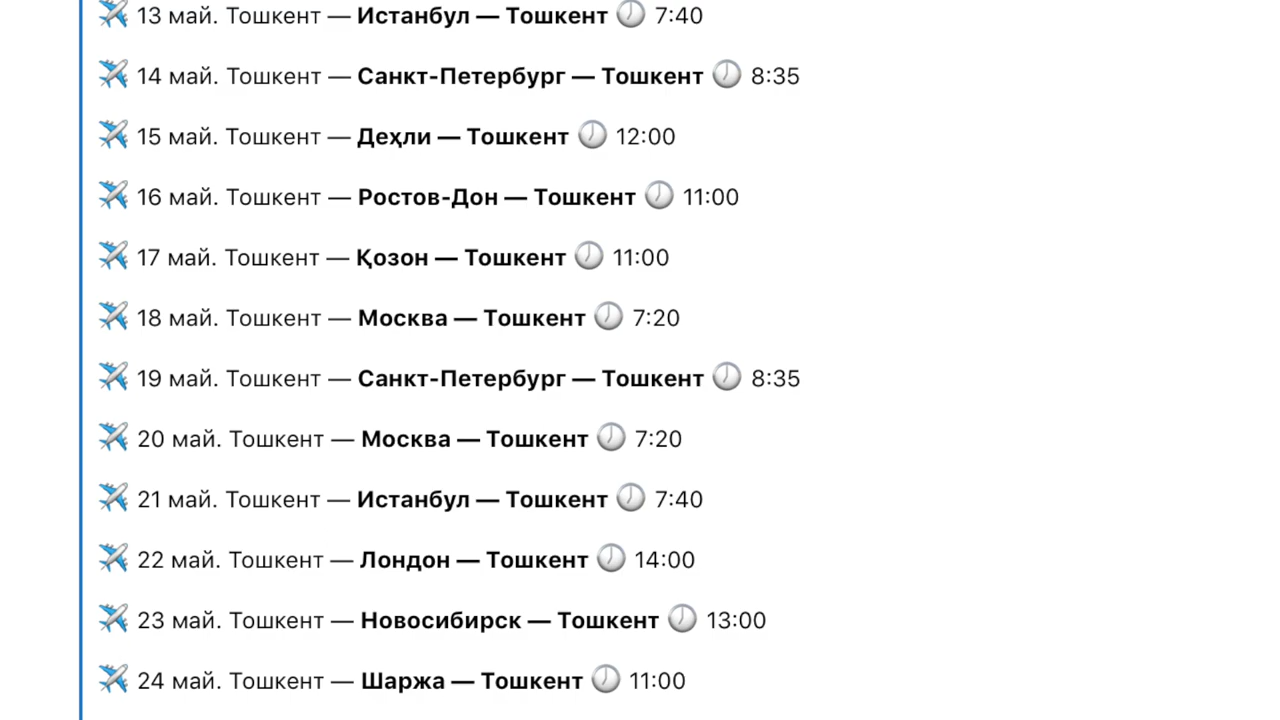 ✈️ 13 май. Тошкент — Истанбул — Тошкент 🕖 7:40
✈️ 14 май. Тошкент — Санкт-Петербург — Тошкент 🕖 8:35
✈️ 15 май. Тошкент — Деҳли — Тошкент 🕖 12:00
✈️ 16 май. Тошкент — Ростов-Дон — Тошкент 🕖 11:00
✈️ 17 май. Тошкент — Қозон — Тошкент 🕖 11:00
✈️ 18 май. Тошкент — Москва — Тошкент 🕖 7:20
✈️ 19 май. Тошкент — Санкт-Петербург — Тошкент 🕖 8:35
✈️ 20 май. Тошкент — Москва — Тошкент 🕖 7:20
✈️ 21 май. Тошкент — Истанбул — Тошкент 🕖 7:40
✈️ 22 май. Тошкент — Лондон — Тошкент 🕖 14:00
✈️ 23 май. Тошкент — Новосибирск — Тошкент 🕖 13:00
✈️ 24 май. Тошкент — Шаржа — Тошкент 🕖 11:00